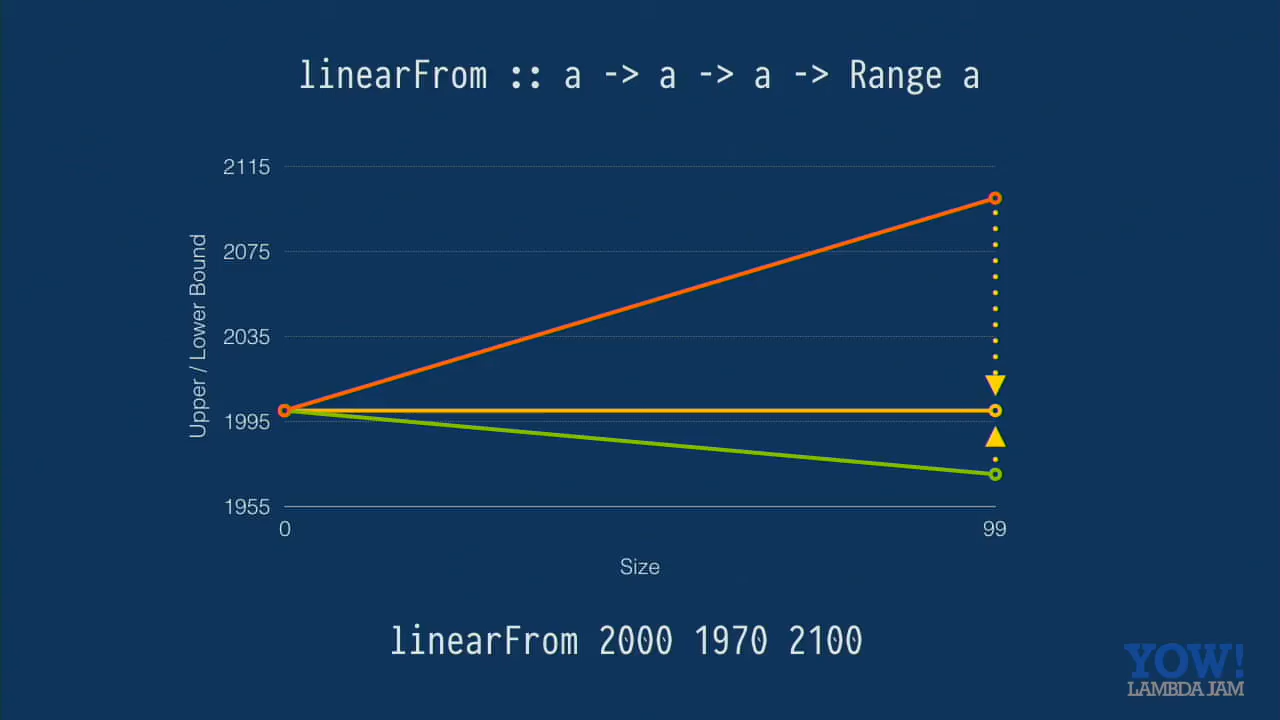 linearFrom :: a -> a -> a -> Range a
2115
2075
2035
1995
1955
Upper / Lower Bound
0
99
Size
linearFrom 2000 1970 2100
YOW!
LAMBDA JAM